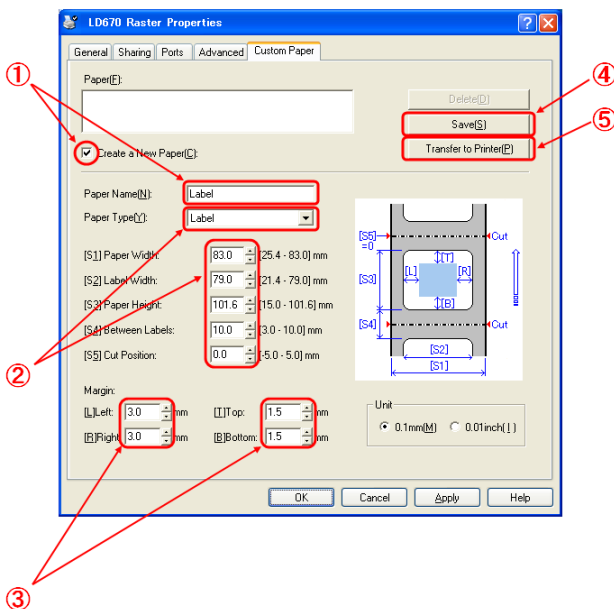 LD670 Raster Properties
General Sharing Ports Advanced Custom Paper
①
Paper(F):
④
Delete(D)
Save(S)
⑤
Create a New Paper(C):
Transfer to Printer(P)
Paper Name(N): Label
Paper Type(Y): Label
[S1] Paper Width: 83.0 [25.4 - 83.0] mm
[S2] Label Width: 79.0 [21.4 - 79.0] mm
[S3] Paper Height: 101.6 [15.0 - 101.6] mm
[S4] Between Labels: 10.0 [3.0 - 10.0] mm
[S5] Cut Position: 0.0 [-5.0 - 5.0] mm
②
[S5] Cut
=0
[T]
[L] [R]
[S3]
[B]
[S4] Cut
[S2]
[S1]
Margin:
[L]Left: 3.0 mm [T]Top: 1.5 mm
[R]Right: 3.0 mm [B]Bottom: 1.5 mm
Unit
0.1mm(M) 0.01inch(I)
OK Cancel Apply Help
③